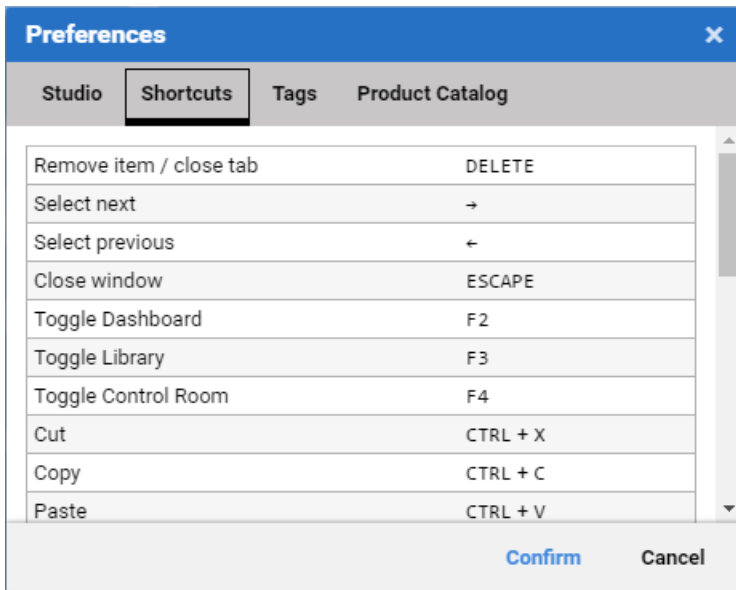 Preferences
Studio Shortcuts Tags Product Catalog
Remove item / close tab DELETE
Select next →
Select previous ←
Close window ESCAPE
Toggle Dashboard F2
Toggle Library F3
Toggle Control Room F4
Cut CTRL + X
Copy CTRL + C
Paste CTRL + V
Confirm Cancel